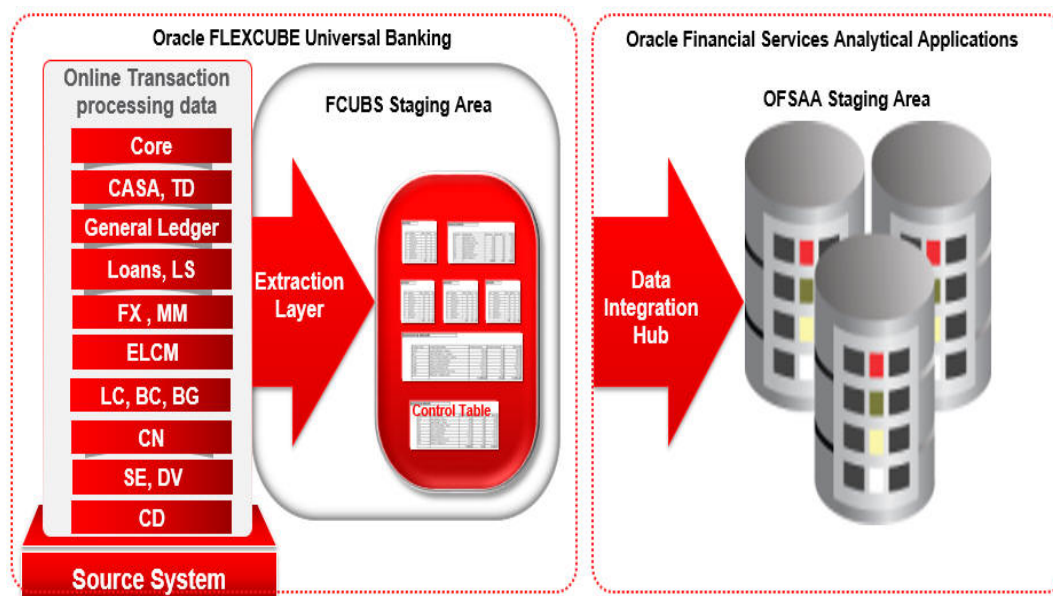 Oracle FLEXCUBE Universal Banking
Online Transaction
processing data
Core
CASA, TD
General Ledger
Loans, LS
FX , MM
ELCM
LC, BC, BG
CN
SE, DV
CD
Source System
Extraction
Layer
FCUBS Staging Area
Control Table
Oracle Financial Services Analytical Applications
Data
Integration
Hub
OFSAA Staging Area